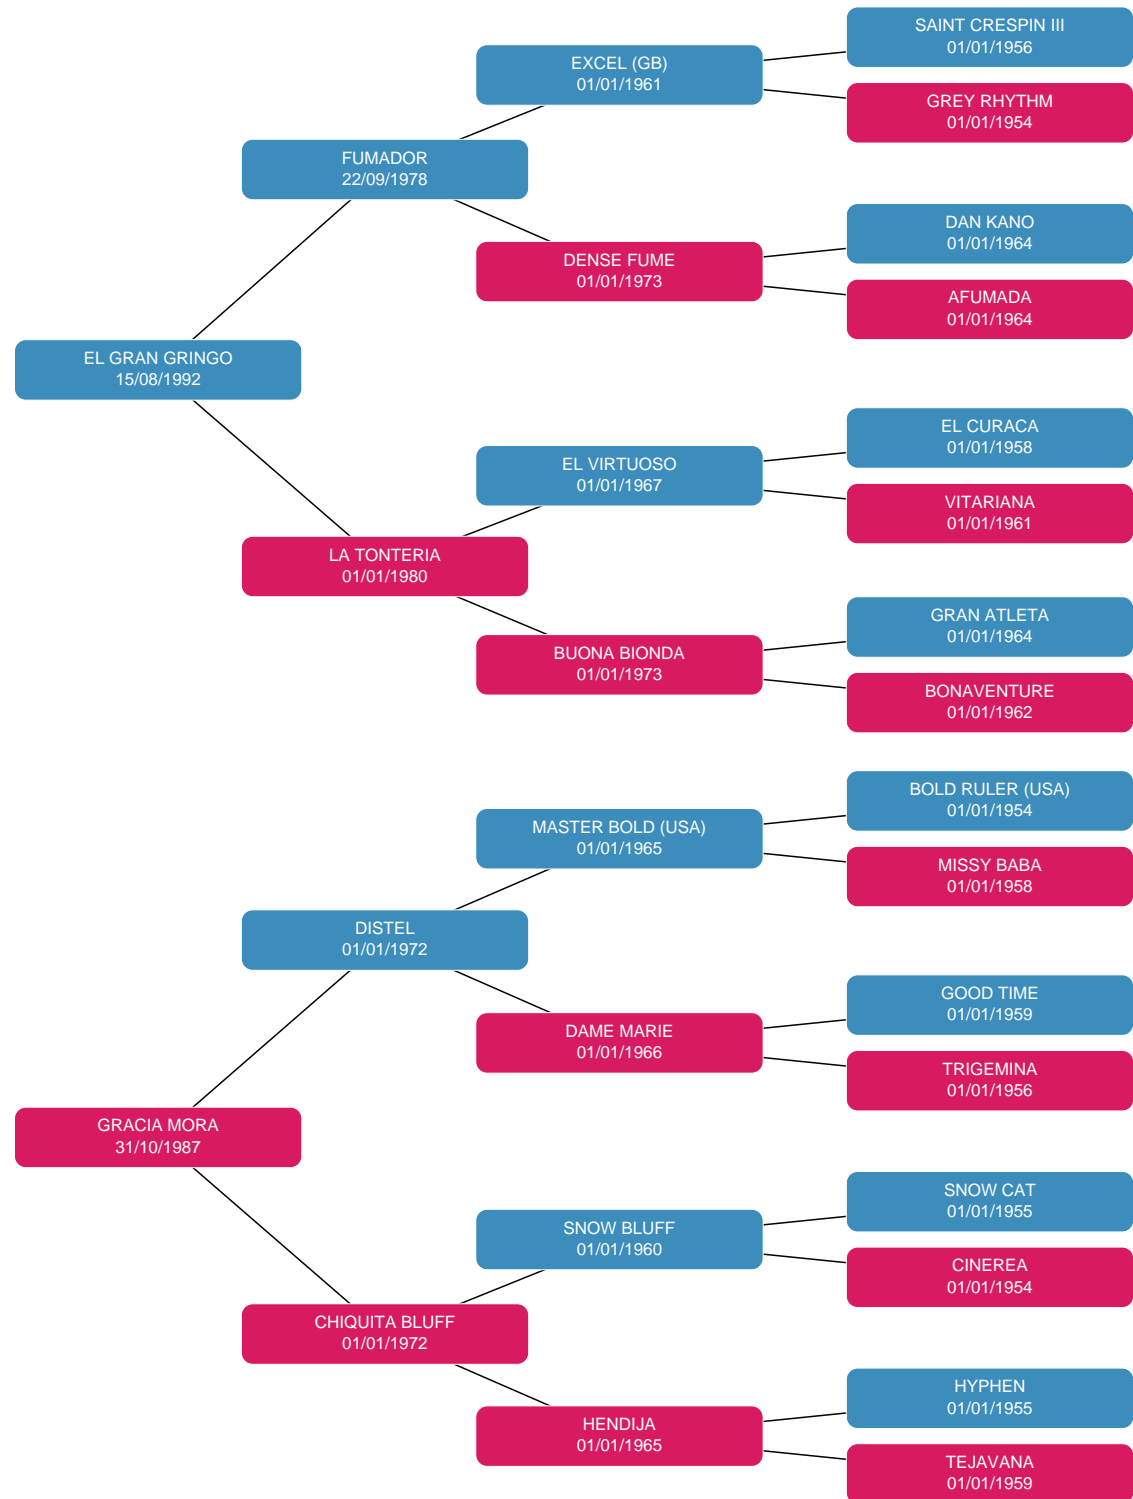 SAINT CRESPIN III
01/01/1956
EXCEL (GB)
01/01/1961
GREY RHYTHM
01/01/1954
FUMADOR
22/09/1978
DAN KANO
01/01/1964
DENSE FUME
01/01/1973
AFUMADA
01/01/1964
EL GRAN GRINGO
15/08/1992
EL CURACA
01/01/1958
EL VIRTUOSO
01/01/1967
VITARIANA
01/01/1961
LA TONTERIA
01/01/1980
GRAN ATLETA
01/01/1964
BUONA BIONDA
01/01/1973
BONAVENTURE
01/01/1962
BOLD RULER (USA)
01/01/1954
MASTER BOLD (USA)
01/01/1965
MISSY BABA
01/01/1958
DISTEL
01/01/1972
GOOD TIME
01/01/1959
DAME MARIE
01/01/1966
TRIGEMINA
01/01/1956
GRACIA MORA
31/10/1987
SNOW CAT
01/01/1955
SNOW BLUFF
01/01/1960
CINEREA
01/01/1954
CHIQUITA BLUFF
01/01/1972
HYPHEN
01/01/1955
HENDIJA
01/01/1965
TEJAVANA
01/01/1959